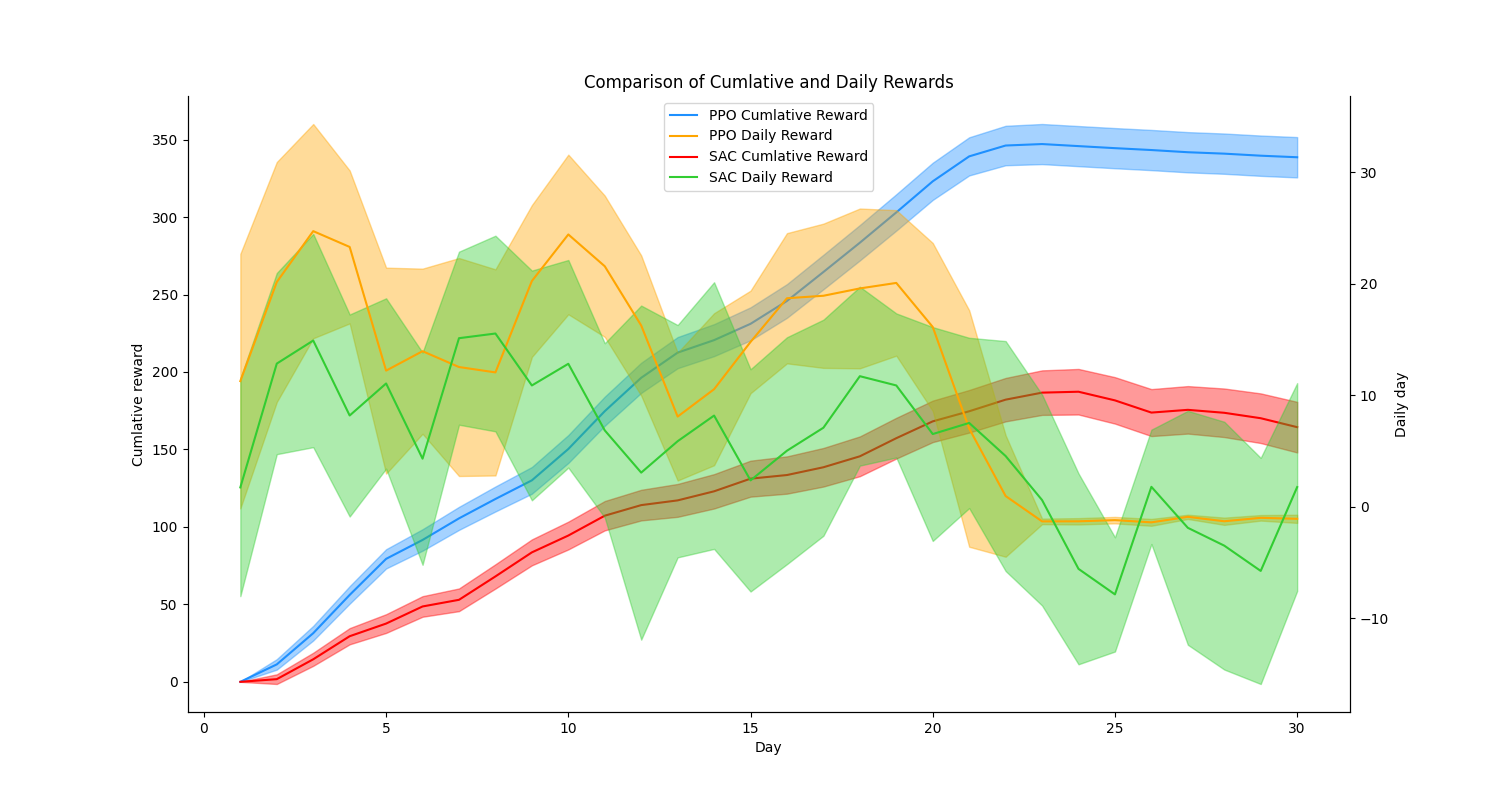 Comparison of Cumlative and Daily Rewards
PPO Cumlative Reward
PPO Daily Reward
SAC Cumlative Reward
SAC Daily Reward
350
300
250
200
150
100
50
0
Cumlative reward
30
20
10
0
−10
Daily day
0 5 10 15 20 25 30
Day